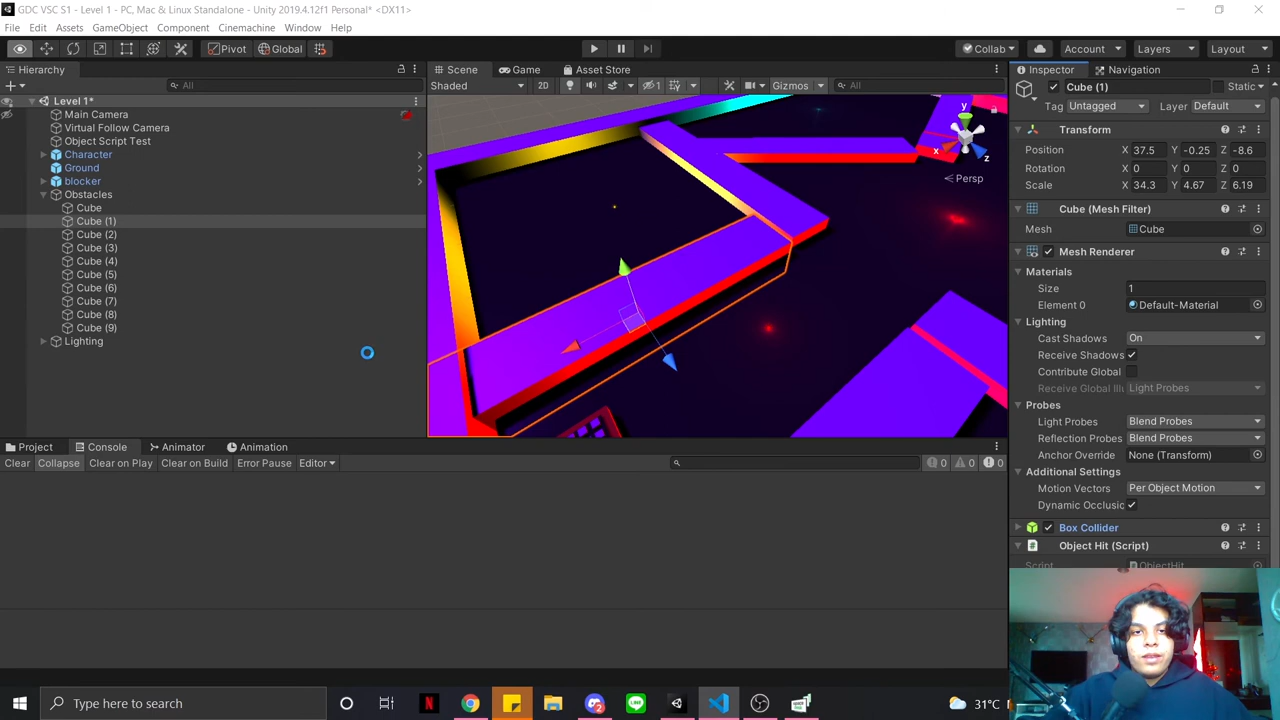 GDC VSC S1 - Level 1 - PC, Mac & Linux Standalone - Unity 2019.4.12f1 Personal* <DX11>
File Edit Assets GameObject Component Cinemachine Window Help
Pivot Global Collab Account Layers Layout
Hierarchy
All
Level 1*
Main Camera
Virtual Follow Camera
Object Script Test
Character
Ground
blocker
Obstacles
Cube
Cube (1)
Cube (2)
Cube (3)
Cube (4)
Cube (5)
Cube (6)
Cube (7)
Cube (8)
Cube (9)
Lighting
Scene Game Asset Store
Shaded 2D 1 Gizmos All
y
x
z
Persp
Inspector Navigation
Cube (1) Static
Tag Untagged Layer Default
Transform
Position X 37.5 Y -0.25 Z -8.6
Rotation X 0 Y 0 Z 0
Scale X 34.3 Y 4.67 Z 6.19
Cube (Mesh Filter)
Mesh Cube
Mesh Renderer
Materials
Size 1
Element 0 Default-Material
Lighting
Cast Shadows On
Receive Shadows
Contribute Global
Receive Global Illu Light Probes
Probes
Light Probes Blend Probes
Reflection Probes Blend Probes
Anchor Override None (Transform)
Additional Settings
Motion Vectors Per Object Motion
Dynamic Occlusic
Box Collider
Object Hit (Script)
Script ObjectHit
Project Console Animator Animation
Clear Collapse Clear on Play Clear on Build Error Pause Editor 0 0 0
Type here to search
31°C